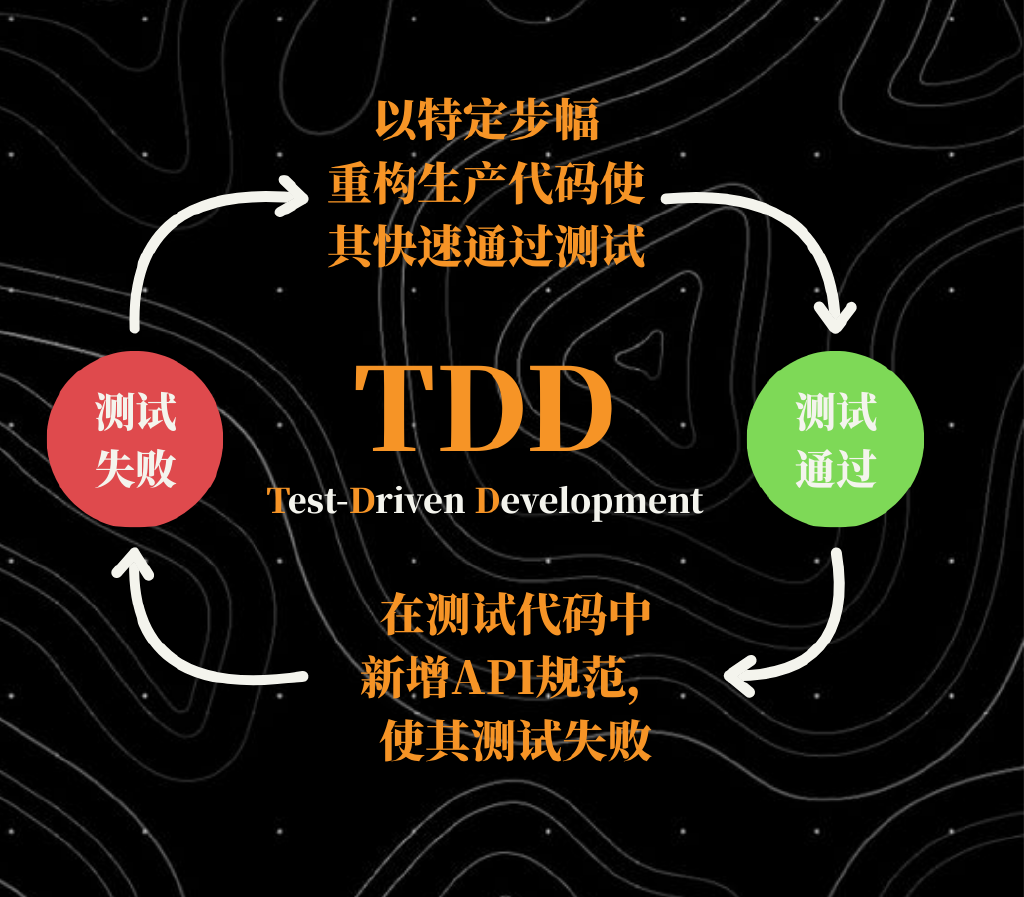 以特定步幅
重构生产代码使
其快速通过测试
测试
失败
TDD
Test-Driven Development
测试
通过
在测试代码中
新增API规范,
使其测试失败